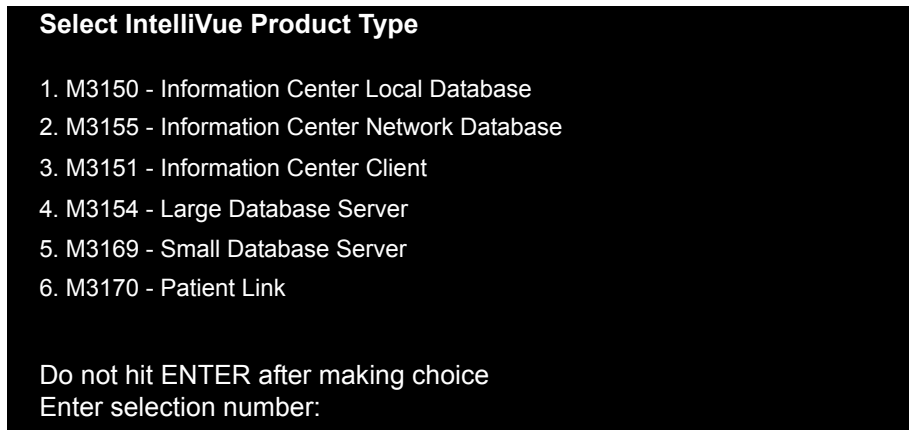 Select IntelliVue Product Type
1. M3150 - Information Center Local Database
2. M3155 - Information Center Network Database
3. M3151 - Information Center Client
4. M3154 - Large Database Server
5. M3169 - Small Database Server
6. M3170 - Patient Link
Do not hit ENTER after making choice
Enter selection number: